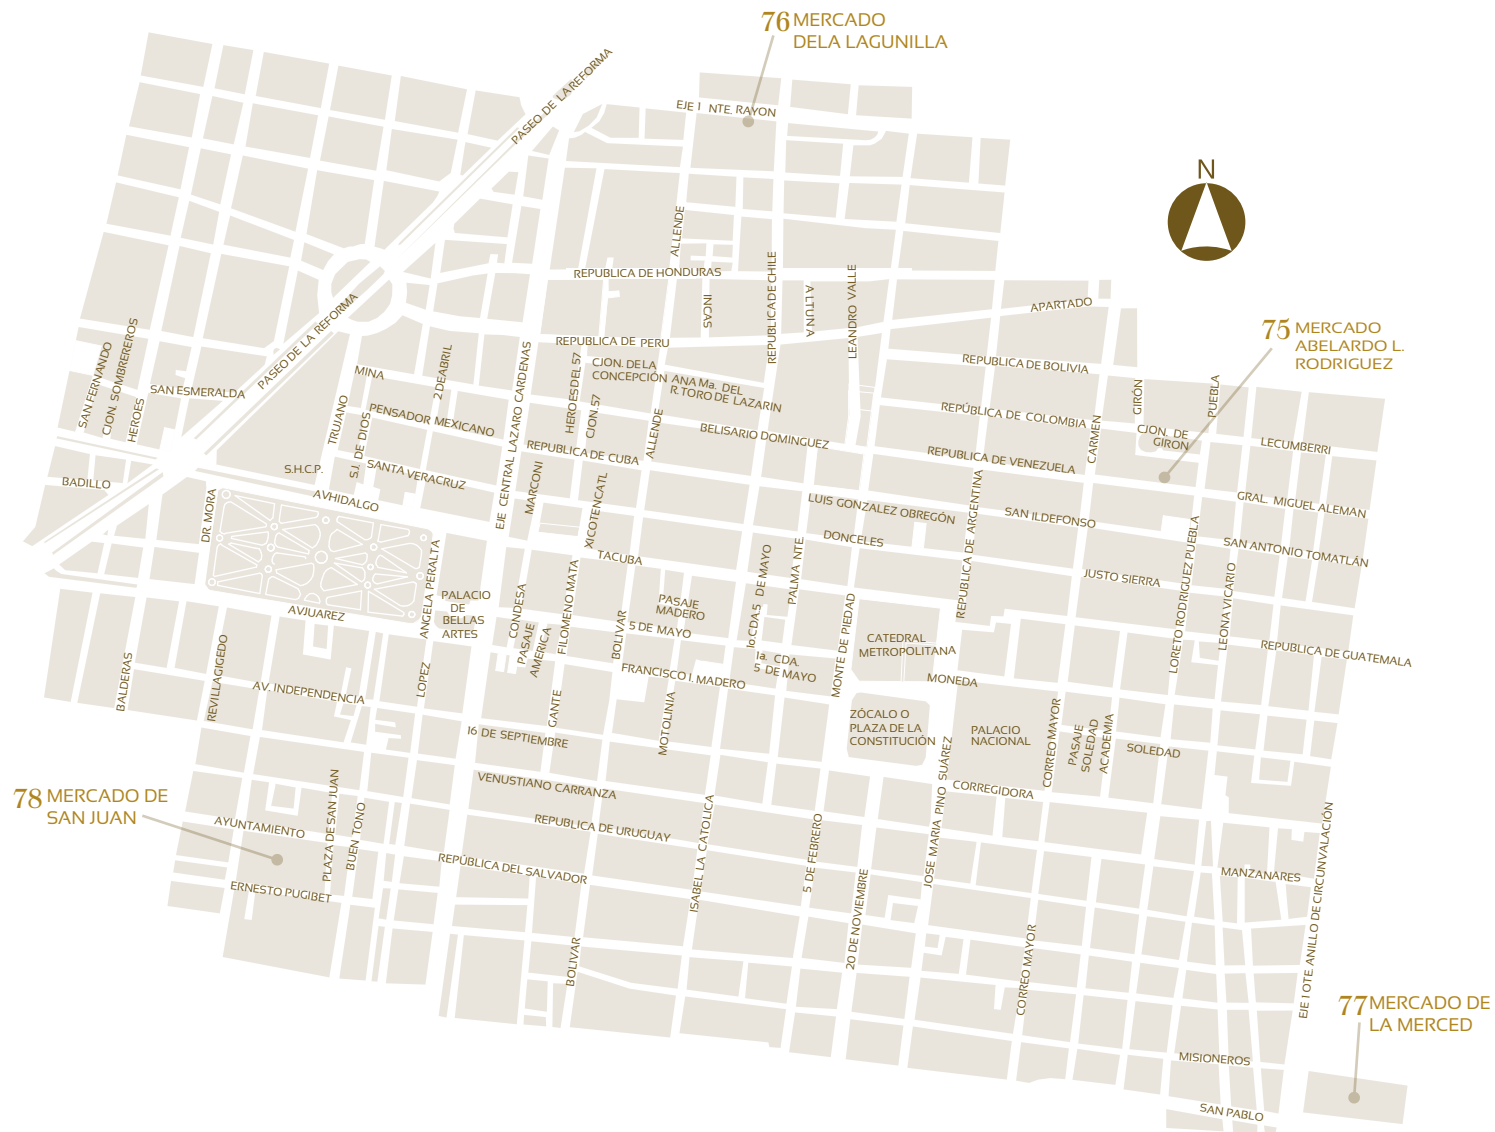 76 MERCADO
DELA LAGUNILLA
PASEO DE LA REFORMA
EJE 1 NTE. RAYON
N
ALLENDE
REPUBLICA DE HONDURAS
REPUBLICA DE CHILE
INCAS
ALTUNA
LEANDRO VALLE
APARTADO
75 MERCADO
ABELARDO L.
RODRIGUEZ
PASEO DE LA REFORMA
SAN FERNANDO
CJON. SOMBREREROS
HEROES
SAN ESMERALDA
MINA
2 DE ABRIL
TRUJANO
S.J. DE DIOS
PENSADOR MEXICANO
EJE CENTRAL LAZARO CARDENAS
REPUBLICA DE PERU
HEROES DEL 57
CJON. 57
CJON. DE LA
CONCEPCIÓN
ANA Ma. DEL
R. TORO DE LAZARIN
ALLENDE
BELISARIO DOMINGUEZ
REPUBLICA DE BOLIVIA
REPÚBLICA DE COLOMBIA
CARMEN
GIRÓN
PUEBLA
CJON. DE
GIRON
LECUMBERRI
REPUBLICA DE CUBA
REPUBLICA DE VENEZUELA
BADILLO
S.H.C.P.
SANTA VERACRUZ
AV.HIDALGO
DR. MORA
MARCONI
XICOTENCATL
LUIS GONZALEZ OBREGÓN
REPUBLICA DE ARGENTINA
SAN ILDEFONSO
GRAL. MIGUEL ALEMAN
SAN ANTONIO TOMATLÁN
DONCELES
TACUBA
JUSTO SIERRA
LORETO RODRIGUEZ PUEBLA
LEONA VICARIO
ANGELA PERALTA
PALACIO
DE
BELLAS
ARTES
AV.JUAREZ
CONDESA
PASAJE
AMERICA
FILOMENO MATA
BOLIVAR
PASAJE
MADERO
5 DE MAYO
1o.CDA.5 DE MAYO
PALMA NTE.
1a. CDA.
5 DE MAYO
MONTE DE PIEDAD
CATEDRAL
METROPOLITANA
REPUBLICA DE GUATEMALA
FRANCISCO I. MADERO
MONEDA
BALDERAS
REVILLAGIGEDO
AV. INDEPENDENCIA
LOPEZ
GANTE
MOTOLINIA
16 DE SEPTIEMBRE
ZÓCALO O
PLAZA DE LA
CONSTITUCIÓN
PALACIO
NACIONAL
CORREO MAYOR
PASAJE
SOLEDAD
ACADEMIA
SOLEDAD
JOSE MARIA PINO SUÁREZ
CORREGIDORA
VENUSTIANO CARRANZA
78 MERCADO DE
SAN JUAN
AYUNTAMIENTO
PLAZA DE SAN JUAN
BUEN TONO
REPUBLICA DE URUGUAY
ISABEL LA CATOLICA
5 DE FEBRERO
EJE 1 OTE. ANILLO DE CIRCUNVALACIÓN
REPÚBLICA DEL SALVADOR
ERNESTO PUGIBET
20 DE NOVIEMBRE
MANZANARES
BOLIVAR
CORREO MAYOR
77 MERCADO DE
LA MERCED
MISIONEROS
SAN PABLO